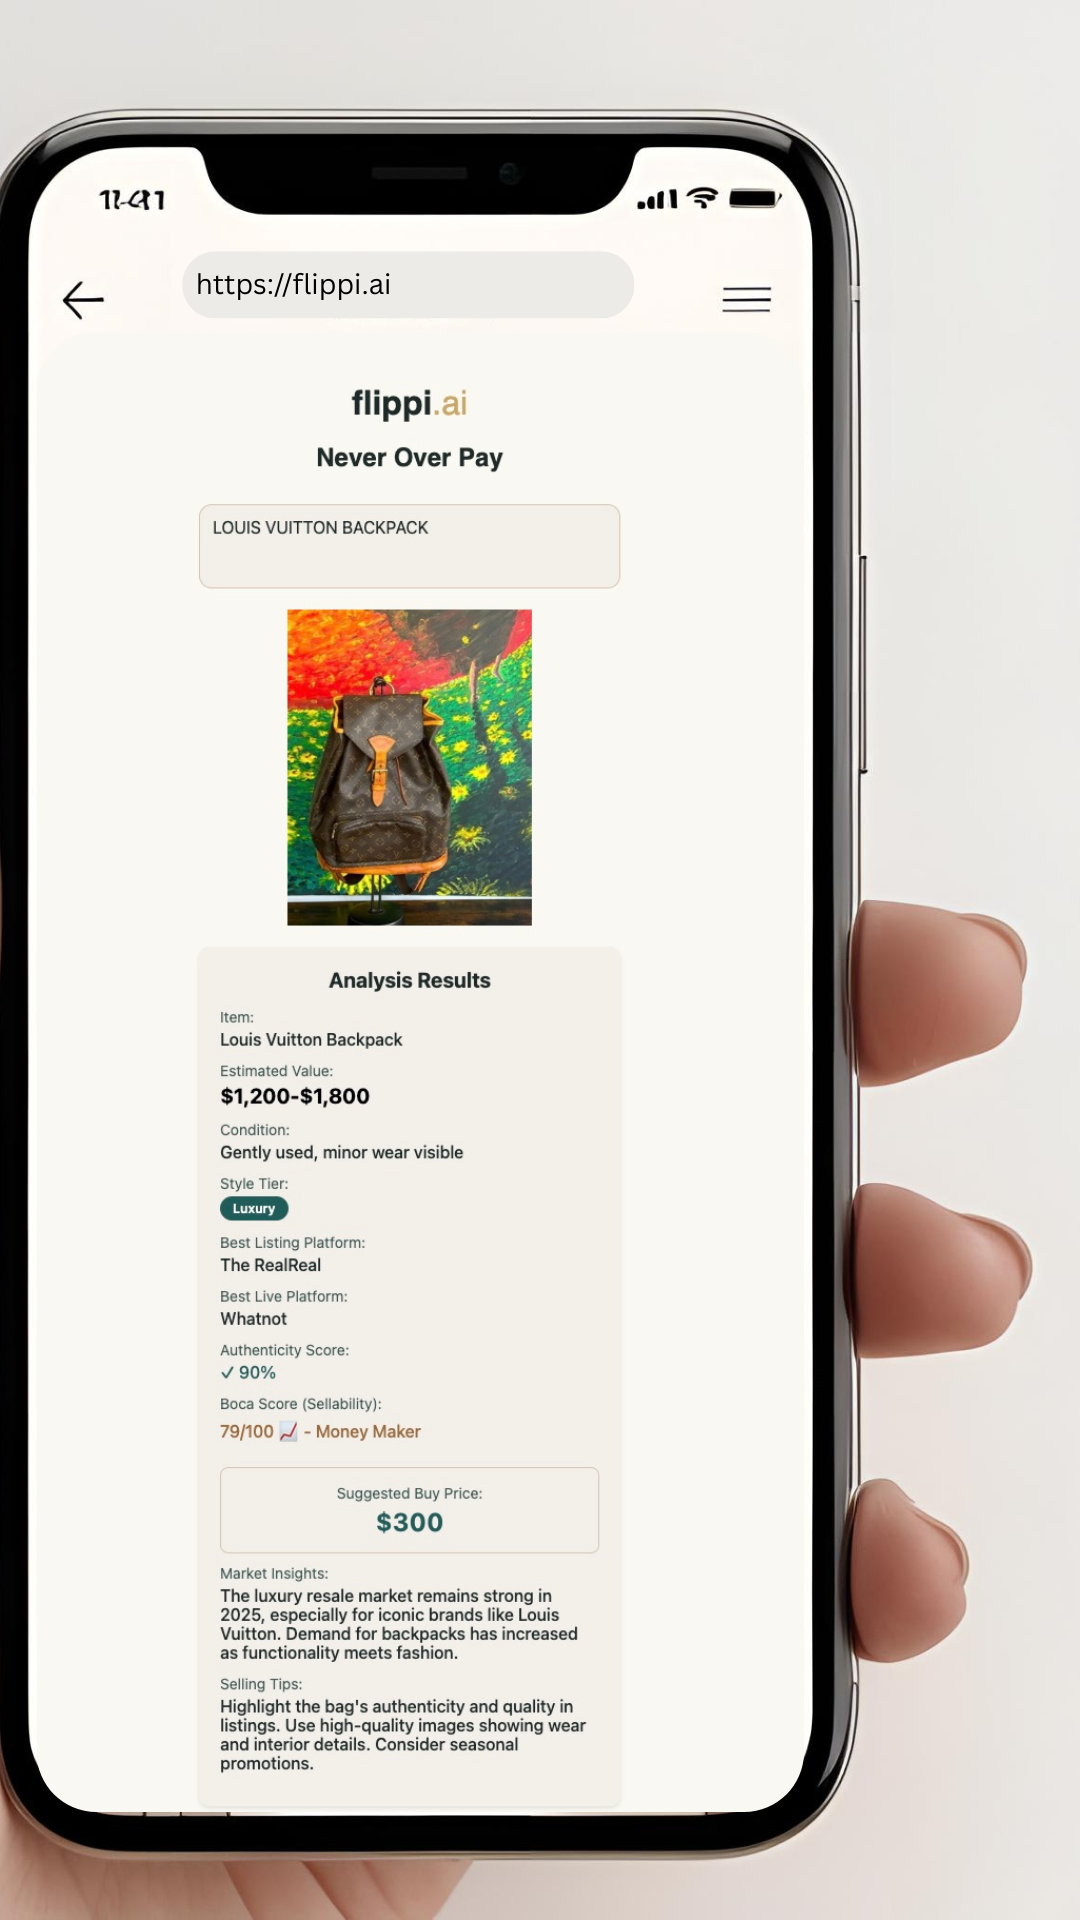 https://flippi.ai
flippi.ai
Never Over Pay
LOUIS VUITTON BACKPACK
Analysis Results
Item:
Louis Vuitton Backpack
Estimated Value:
$1,200-$1,800
Condition:
Gently used, minor wear visible
Style Tier:
Luxury
Best Listing Platform:
The RealReal
Best Live Platform:
Whatnot
Authenticity Score:
✓ 90%
Boca Score (Sellability):
79/100 📈 - Money Maker
Suggested Buy Price:
$300
Market Insights:
The luxury resale market remains strong in
2025, especially for iconic brands like Louis
Vuitton. Demand for backpacks has increased
as functionality meets fashion.
Selling Tips:
Highlight the bag's authenticity and quality in
listings. Use high-quality images showing wear
and interior details. Consider seasonal
promotions.